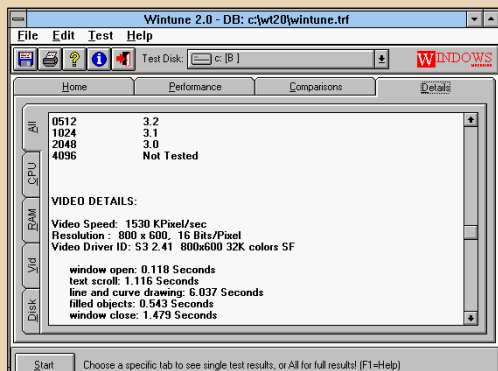 Wintune 2.0 - DB: c:\wt20\wintune.trf
File Edit Test Help
Test Disk: c: [B ]
WINDOWS
MAGAZINE
Home Performance Comparisons Details
All
CPU
RAM
Vid
Disk
0512 3.2
1024 3.1
2048 3.0
4096 Not Tested
VIDEO DETAILS:
Video Speed: 1530 KPixel/sec
Resolution : 800 x 600, 16 Bits/Pixel
Video Driver ID: S3 2.41 800x600 32K colors SF
window open: 0.118 Seconds
text scroll: 1.116 Seconds
line and curve drawing: 6.037 Seconds
filled objects: 0.543 Seconds
window close: 1.479 Seconds
Start Choose a specific tab to see single test results, or All for full results! (F1=Help)